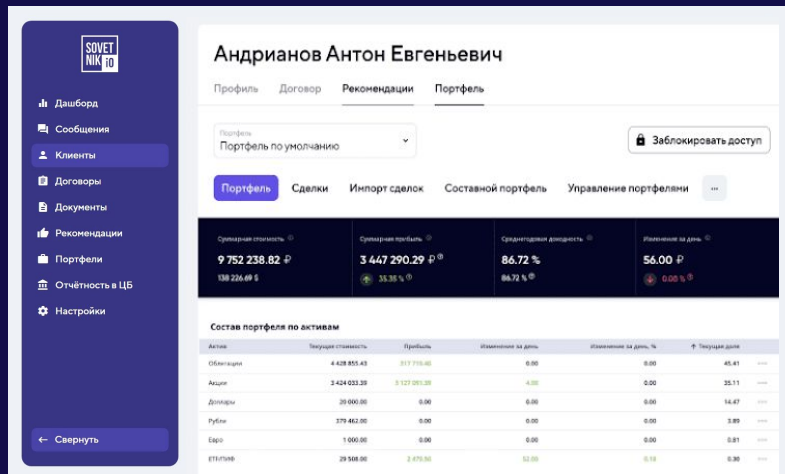 SOVET
NIK iO
Дашборд
Сообщения
Клиенты
Договоры
Документы
Рекомендации
Портфели
Отчётность в ЦБ
Настройки
← Свернуть
Андрианов Антон Евгеньевич
Профиль Договор Рекомендации Портфель
Портфель
Портфель по умолчанию
Заблокировать доступ
Портфель Сделки Импорт сделок Составной портфель Управление портфелями ...
Суммарная стоимость Суммарная прибыль Среднегодовая доходность Изменение за день
9 752 238.82 ₽ 3 447 290.29 ₽ 86.72 % 56.00 ₽
138 226.69 $ 35.35 % 86.72 % 0.00 %
Состав портфеля по активам
Актив Текущая стоимость Прибыль Изменение за день Изменение за день, % ↑ Текущая доля
Облигации 4 428 855.43 0.00 0.00 45.41
Акции 3 424 033.39 4.00 0.00 35.11
Доллары 20 000.00 0.00 0.00 0.00 14.47
Рубли 379 462.00 0.00 0.00 0.00 3.89
Евро 1 000.00 0.00 0.00 0.00 0.81
ETF/ПИФ 29 508.00 52.00 0.18 0.30